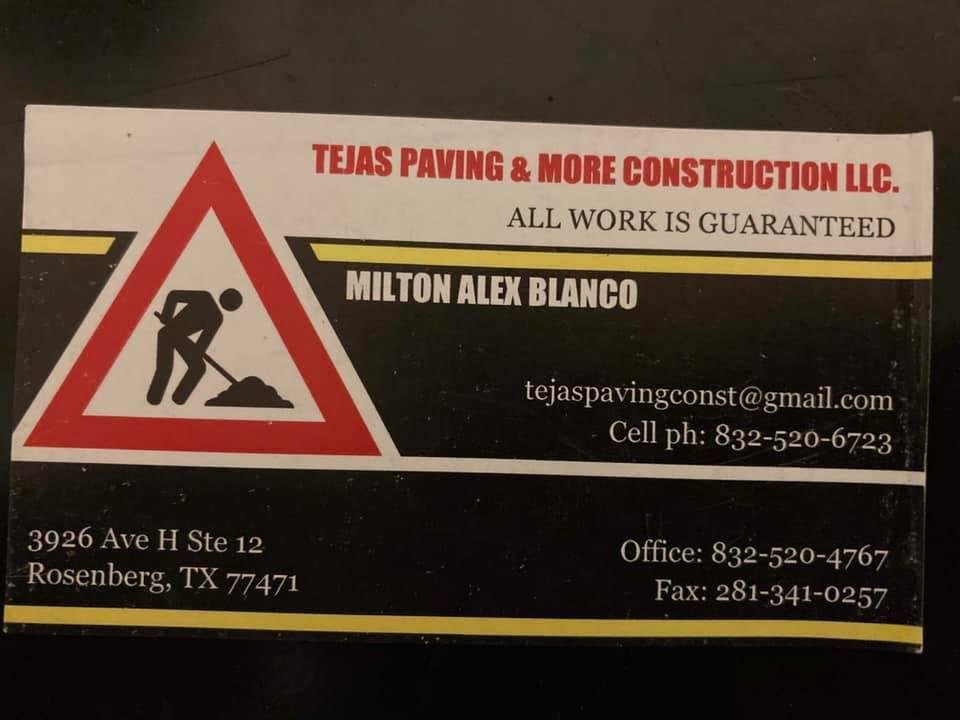 TEJAS PAVING & MORE CONSTRUCTION LLC.
ALL WORK IS GUARANTEED
MILTON ALEX BLANCO
tejaspavingconst@gmail.com
Cell ph: 832-520-6723
3926 Ave H Ste 12
Rosenberg, TX 77471
Office: 832-520-4767
Fax: 281-341-0257